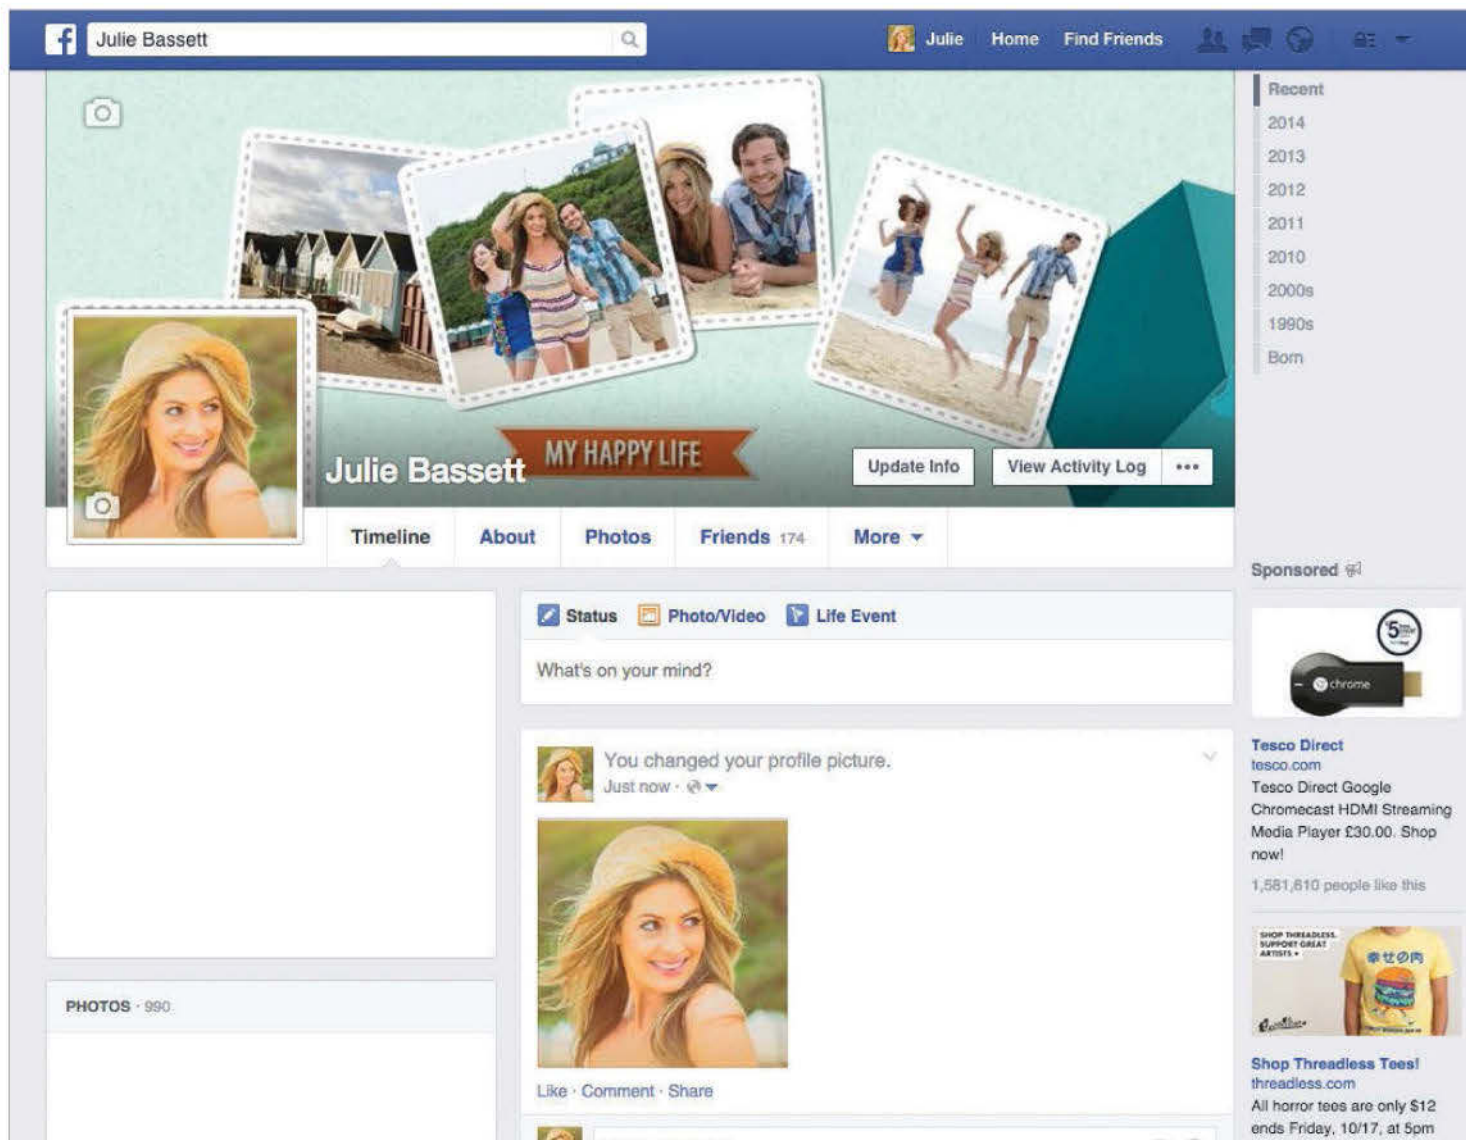 f
Julie Bassett
Julie
Home
Find Friends
MY HAPPY LIFE
Julie Bassett
Update Info
View Activity Log
•••
Timeline
About
Photos
Friends 174
More
Recent
2014
2013
2012
2011
2010
2000s
1990s
Born
PHOTOS · 990
Status
Photo/Video
Life Event
What's on your mind?
You changed your profile picture.
Just now ·
Like · Comment · Share
Sponsored
$5
chrome
Tesco Direct
tesco.com
Tesco Direct Google
Chromecast HDMI Streaming
Media Player £30.00. Shop
now!
1,581,610 people like this
SHOP THREADLESS.
SUPPORT GREAT
ARTISTS
幸せの肉
Shop Threadless Tees!
threadless.com
All horror tees are only $12
ends Friday, 10/17, at 5pm